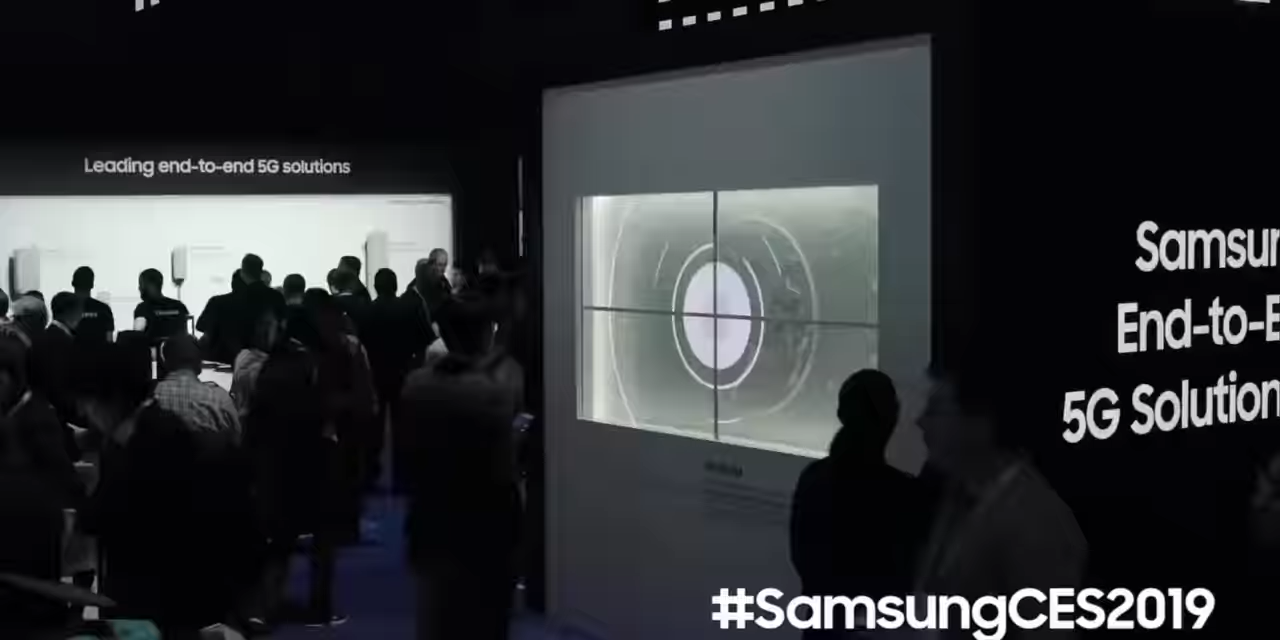 Leading end-to-end 5G solutions
Samsun
End-to-E
5G Solution
#SamsungCES2019